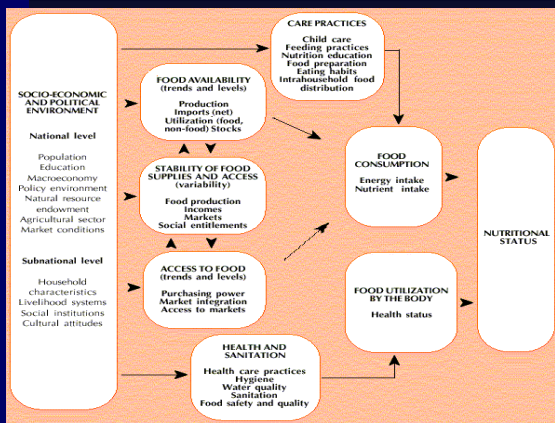 SOCIO-ECONOMIC
AND POLITICAL
ENVIRONMENT
National level
Population
Education
Macroeconomy
Policy environment
Natural resource
endowment
Agricultural sector
Market conditions
Subnational level
Household
characteristics
Livelihood systems
Social institutions
Cultural attitudes
CARE PRACTICES
Child care
Feeding practices
Nutrition education
Food preparation
Eating habits
Intrahousehold food
distribution
FOOD AVAILABILITY
(trends and levels)
Production
Imports (net)
Utilization (food,
non-food) Stocks
STABILITY OF FOOD
SUPPLIES AND ACCESS
(variability)
Food production
Incomes
Markets
Social entitlements
ACCESS TO FOOD
(trends and levels)
Purchasing power
Market integration
Access to markets
HEALTH AND
SANITATION
Health care practices
Hygiene
Water quality
Sanitation
Food safety and quality
FOOD
CONSUMPTION
Energy intake
Nutrient intake
FOOD UTILIZATION
BY THE BODY
Health status
NUTRITIONAL
STATUS